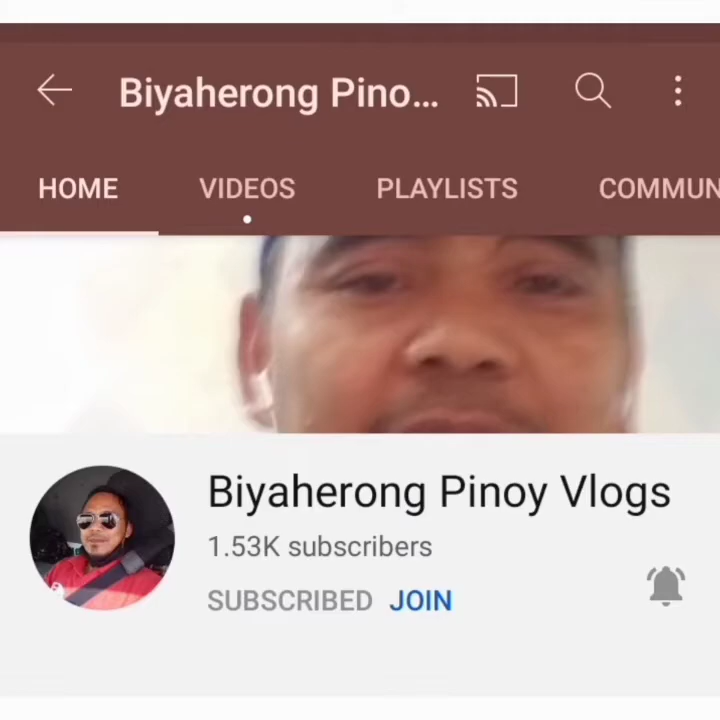 Biyaherong Pino...
HOME VIDEOS PLAYLISTS COMMUN
Biyaherong Pinoy Vlogs
1.53K subscribers
SUBSCRIBED JOIN